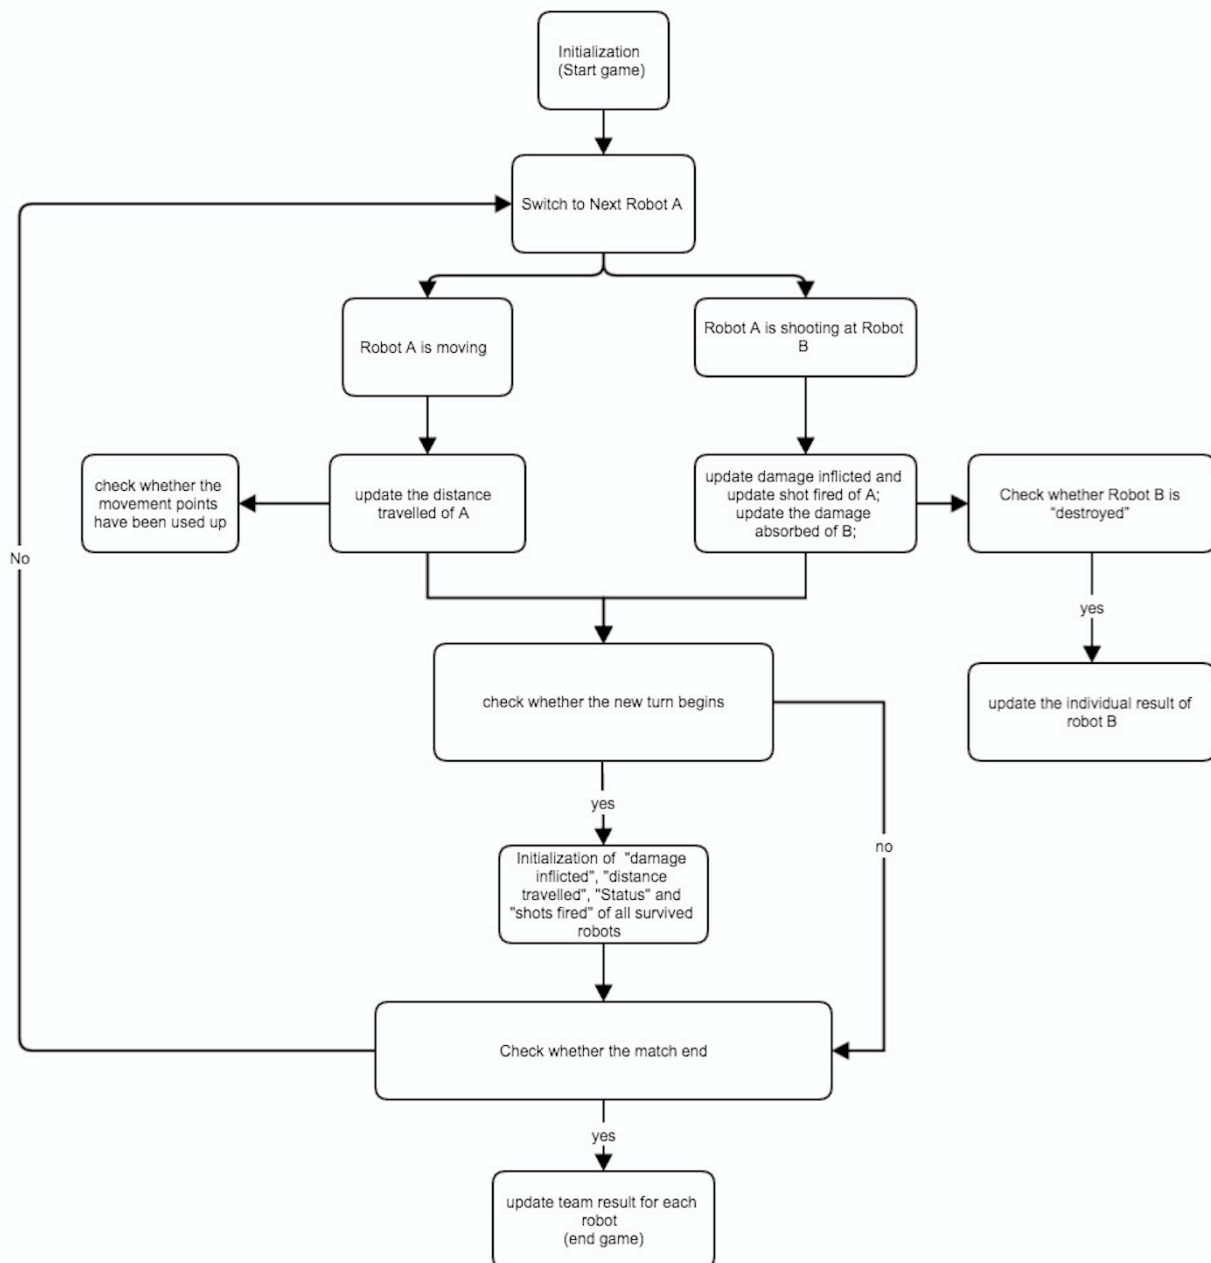 Initialization
(Start game)
Switch to Next Robot A
Robot A is moving
Robot A is shooting at Robot
B
check whether the
movement points
have been used up
update the distance
travelled of A
update damage inflicted and
update shot fired of A;
update the damage
absorbed of B;
Check whether Robot B is
“destroyed”
No
yes
check whether the new turn begins
update the individual result of
robot B
yes
no
Initialization of "damage
inflicted", "distance
travelled", "Status" and
"shots fired" of all survived
robots
Check whether the match end
yes
update team result for each
robot
(end game)